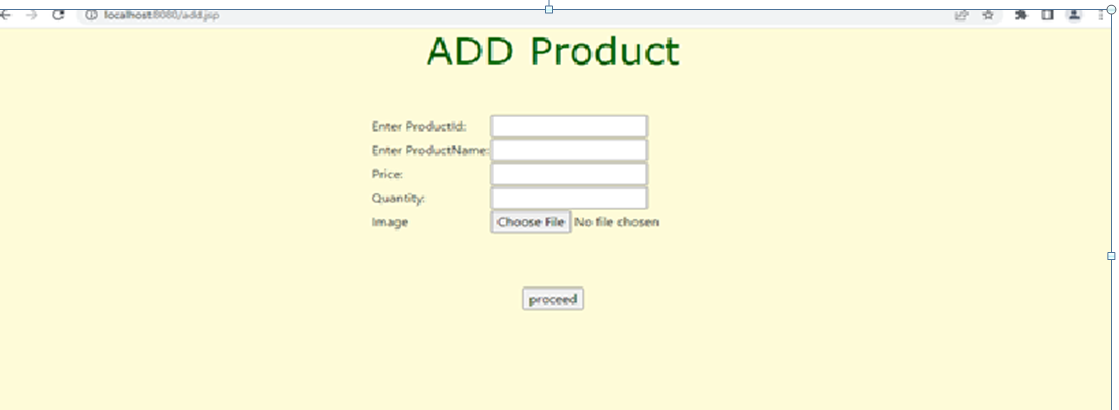 localhost:8080/add.jsp
ADD Product
Enter ProductId:
Enter ProductName:
Price:
Quantity:
Image Choose File No file chosen
proceed